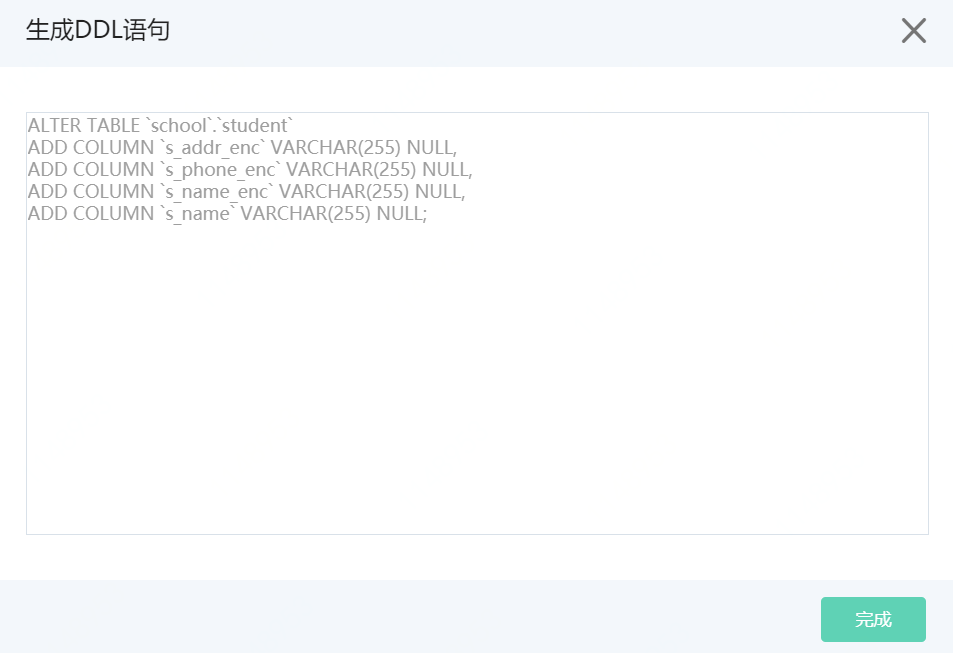 生成DDL语句
ALTER TABLE `school`.`student`
ADD COLUMN `s_addr_enc` VARCHAR(255) NULL,
ADD COLUMN `s_phone_enc` VARCHAR(255) NULL,
ADD COLUMN `s_name_enc` VARCHAR(255) NULL,
ADD COLUMN `s_name` VARCHAR(255) NULL;
完成